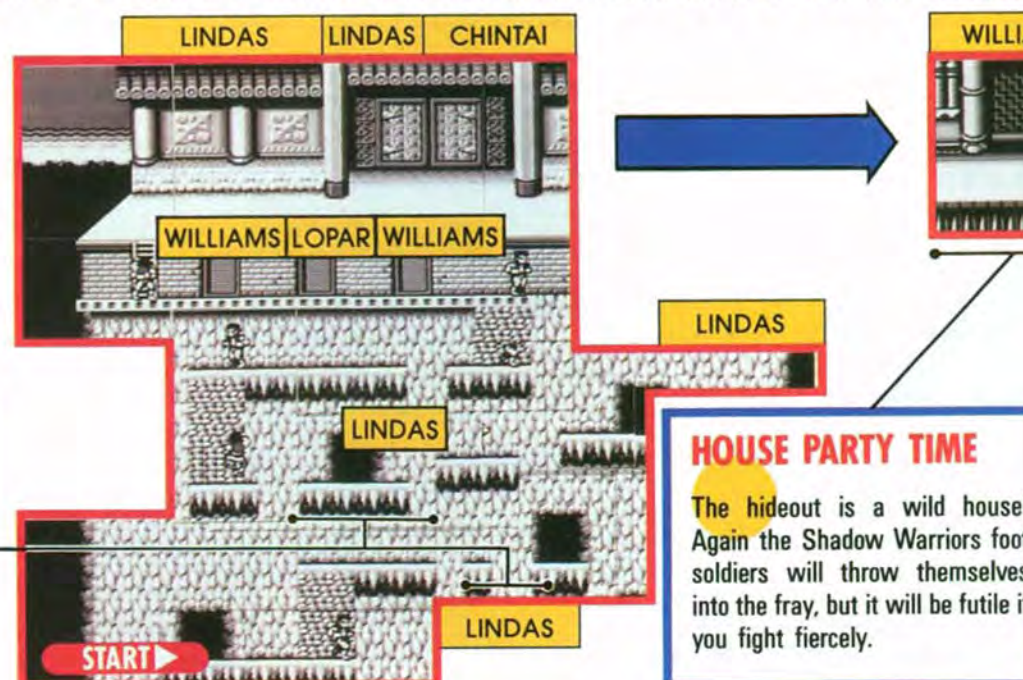 LINDAS LINDAS CHINTAI
WILLIAMS LOPAR WILLIAMS
LINDAS
LINDAS
LINDAS
START
HOUSE PARTY TIME
The hideout is a wild house.
Again the Shadow Warriors foot
soldiers will throw themselves
into the fray, but it will be futile
you fight fiercely.